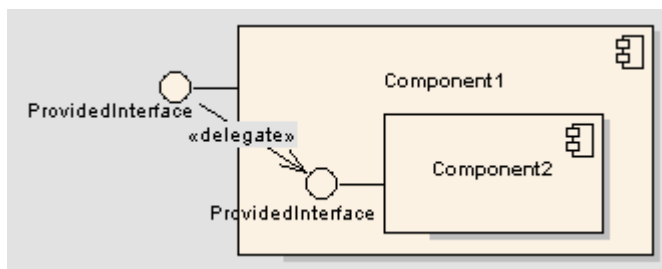 Component1
ProvidedInterface
«delegate»
Component2
ProvidedInterface